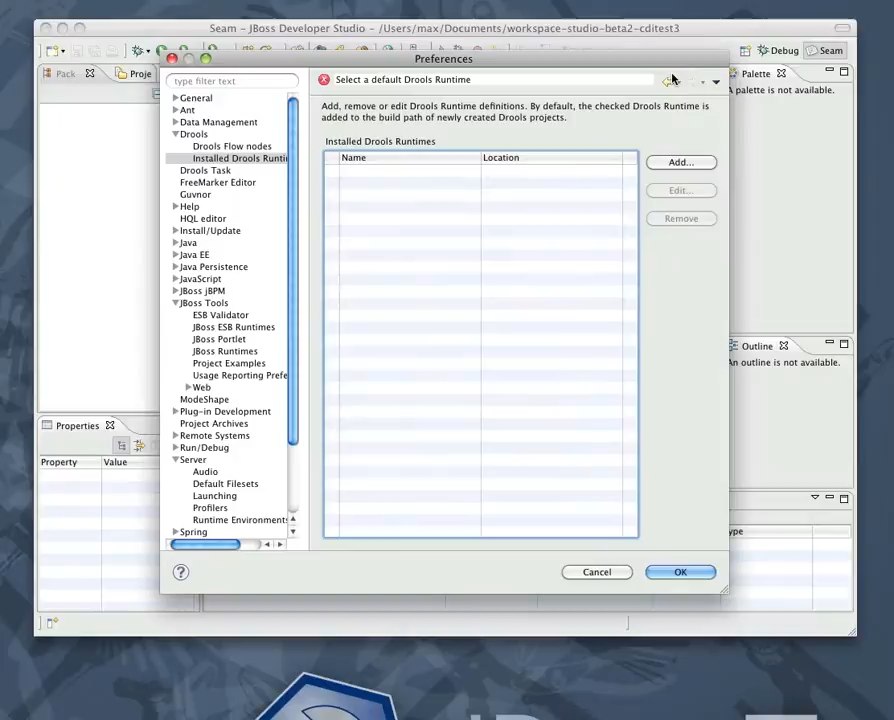 Seam – JBoss Developer Studio – /Users/max/Documents/workspace-studio-beta2-cditest3
Debug
Seam
Pack
Proje
Palette
A palette is not available.
Preferences
type filter text
Select a default Drools Runtime
Add, remove or edit Drools Runtime definitions. By default, the checked Drools Runtime is
added to the build path of newly created Drools projects.
Installed Drools Runtimes
Name
Location
Add...
Edit...
Remove
General
Ant
Data Management
Drools
Drools Flow nodes
Installed Drools Runti
Drools Task
FreeMarker Editor
Guvnor
Help
HQL editor
Install/Update
Java
Java EE
Java Persistence
JavaScript
JBoss jBPM
JBoss Tools
ESB Validator
JBoss ESB Runtimes
JBoss Portlet
JBoss Runtimes
Project Examples
Usage Reporting Prefe
Web
ModeShape
Plug-in Development
Project Archives
Remote Systems
Run/Debug
Server
Audio
Default Filesets
Launching
Profilers
Runtime Environment
Spring
?
Cancel
OK
Outline
An outline is not available.
Properties
Property
Value
ype